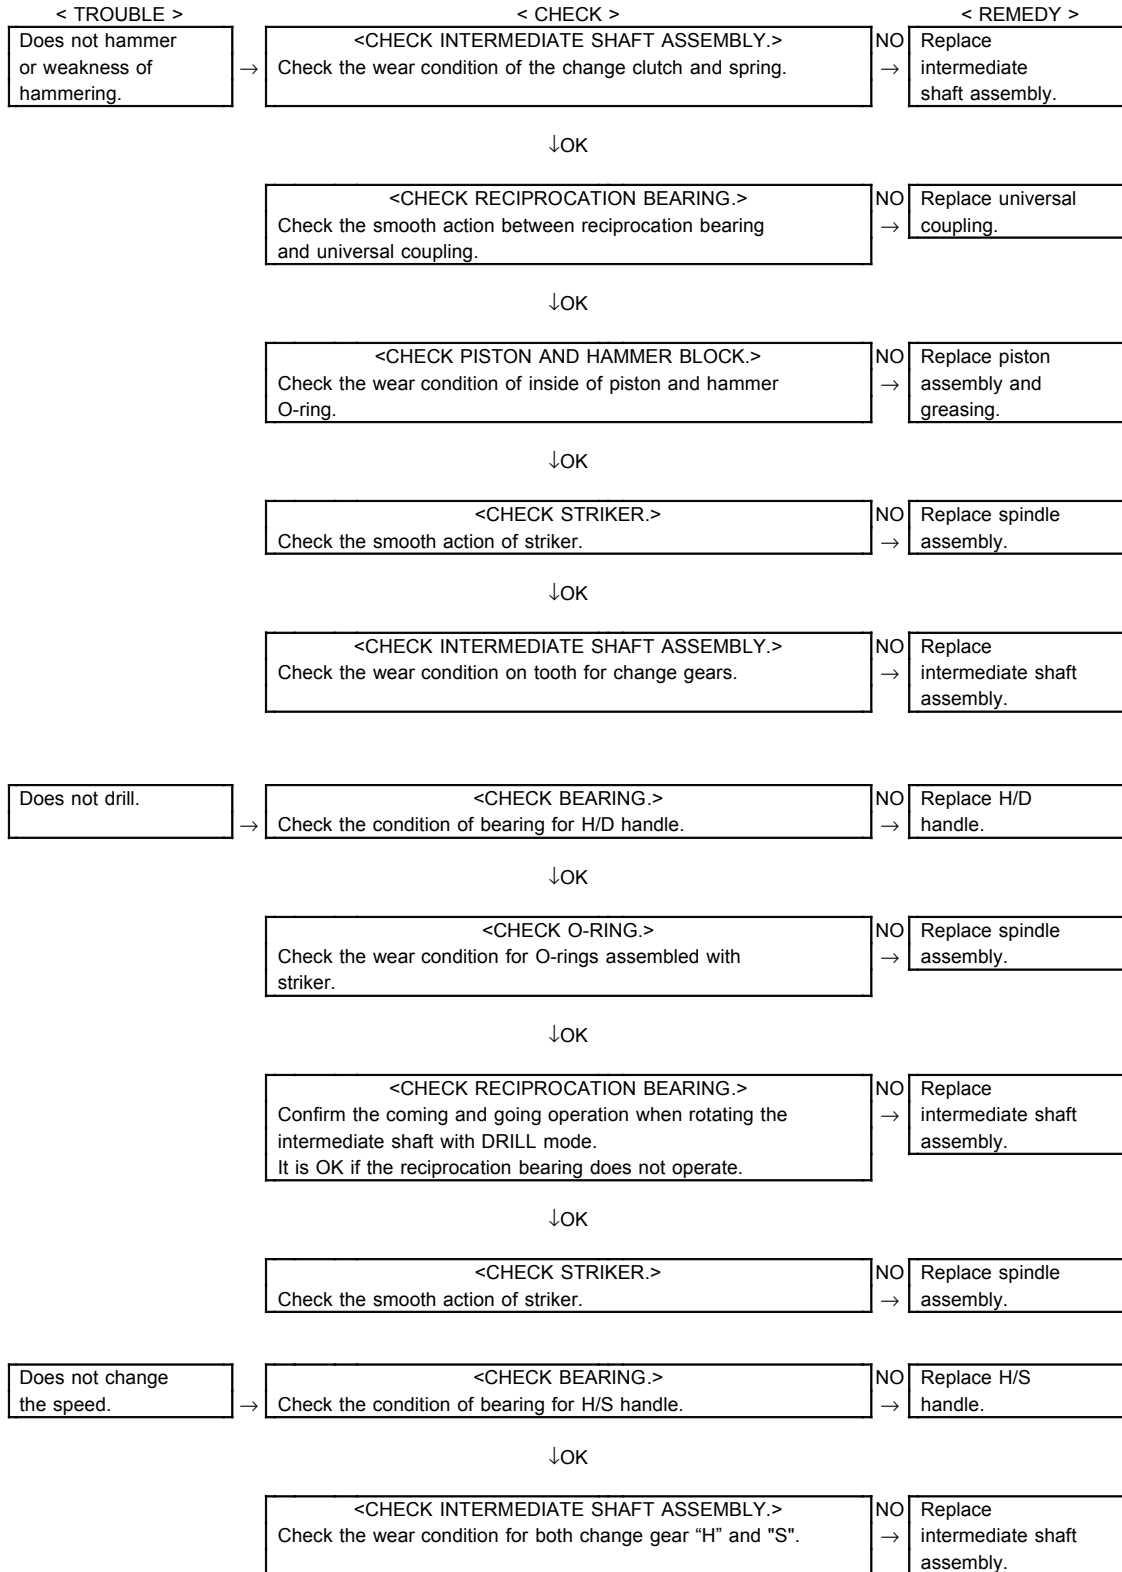 < TROUBLE > < CHECK > < REMEDY >
Does not hammer <CHECK INTERMEDIATE SHAFT ASSEMBLY.> NO Replace
or weakness of → Check the wear condition of the change clutch and spring. → intermediate
hammering. shaft assembly.
↓OK
<CHECK RECIPROCATION BEARING.> NO Replace universal
Check the smooth action between reciprocation bearing → coupling.
and universal coupling.
↓OK
<CHECK PISTON AND HAMMER BLOCK.> NO Replace piston
Check the wear condition of inside of piston and hammer → assembly and
O-ring. greasing.
↓OK
<CHECK STRIKER.> NO Replace spindle
Check the smooth action of striker. → assembly.
↓OK
<CHECK INTERMEDIATE SHAFT ASSEMBLY.> NO Replace
Check the wear condition on tooth for change gears. → intermediate shaft
assembly.
Does not drill. <CHECK BEARING.> NO Replace H/D
→ Check the condition of bearing for H/D handle. → handle.
↓OK
<CHECK O-RING.> NO Replace spindle
Check the wear condition for O-rings assembled with → assembly.
striker.
↓OK
<CHECK RECIPROCATION BEARING.> NO Replace
Confirm the coming and going operation when rotating the → intermediate shaft
intermediate shaft with DRILL mode. assembly.
It is OK if the reciprocation bearing does not operate.
↓OK
<CHECK STRIKER.> NO Replace spindle
Check the smooth action of striker. → assembly.
Does not change <CHECK BEARING.> NO Replace H/S
the speed. → Check the condition of bearing for H/S handle. → handle.
↓OK
<CHECK INTERMEDIATE SHAFT ASSEMBLY.> NO Replace
Check the wear condition for both change gear “H” and "S". → intermediate shaft
assembly.